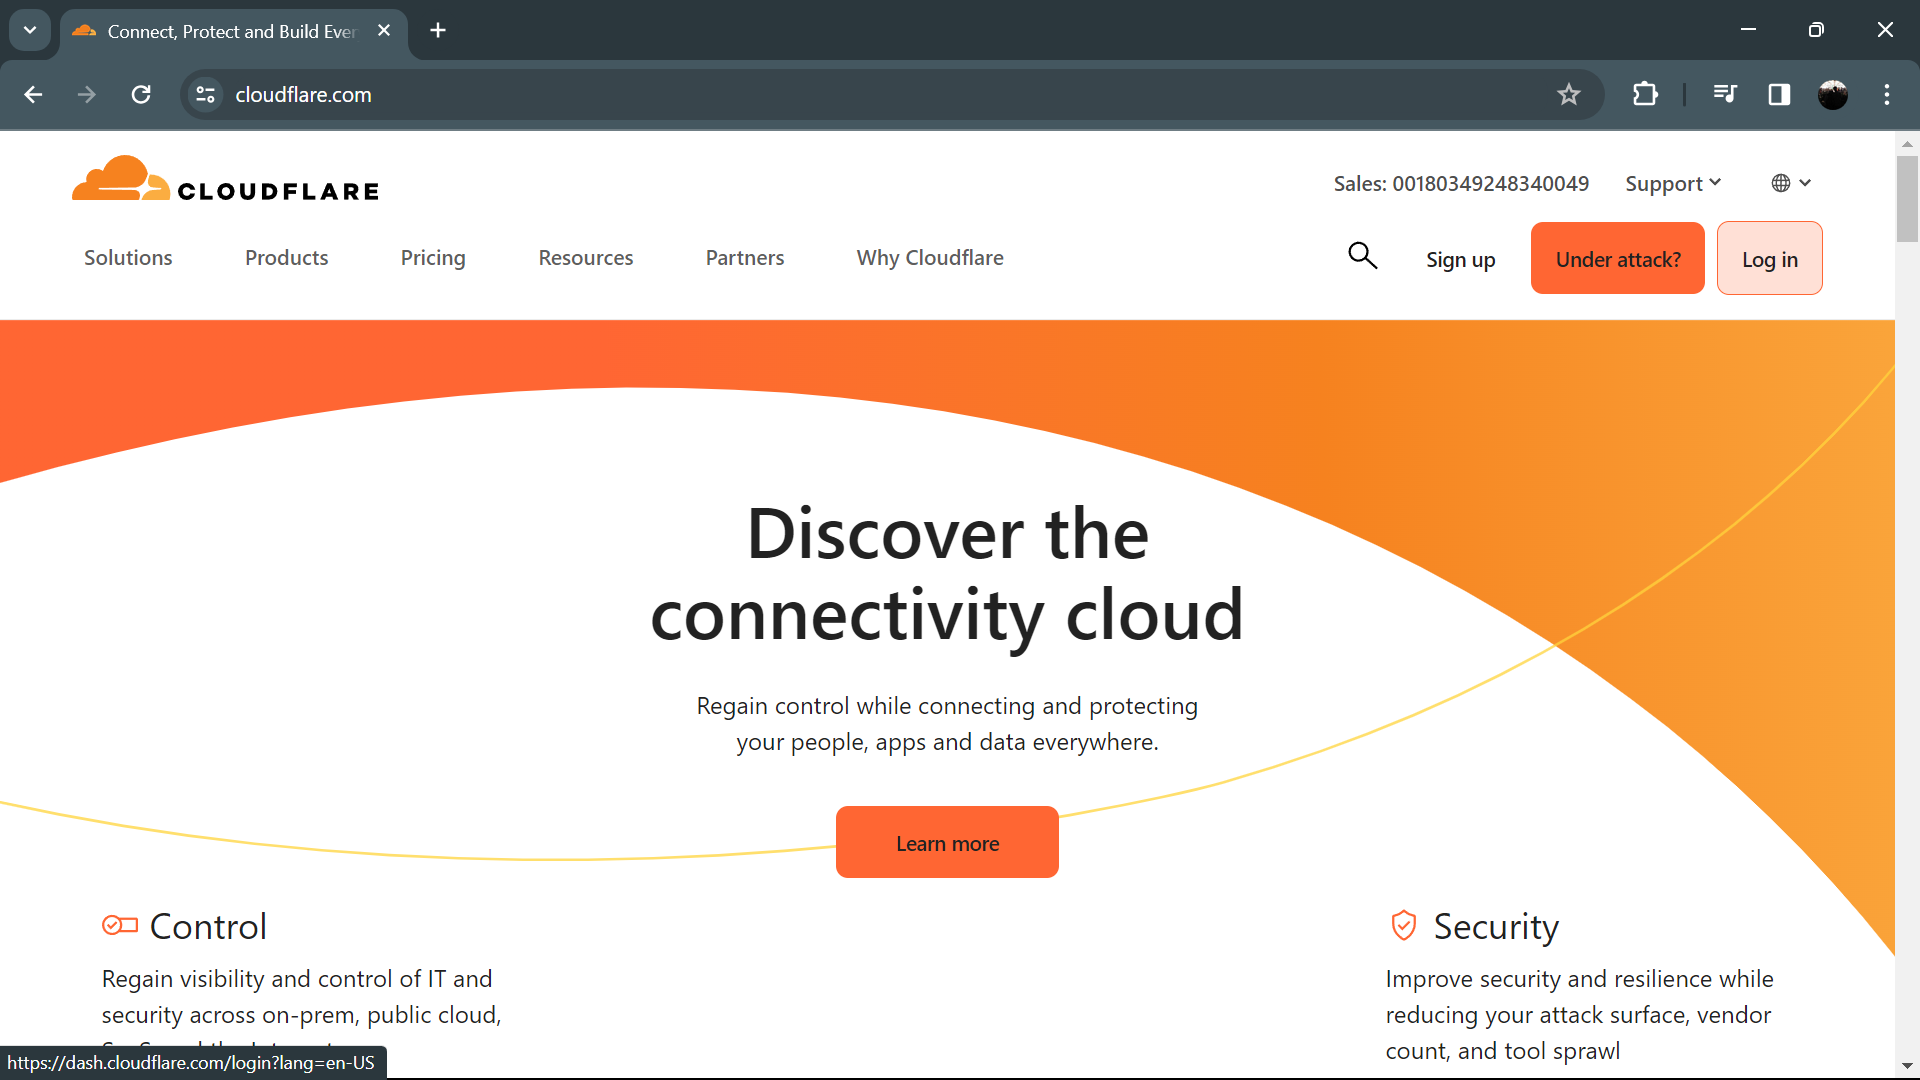 Connect, Protect and Build Ever
cloudflare.com
CLOUDFLARE
Sales: 00180349248340049
Support
Solutions
Products
Pricing
Resources
Partners
Why Cloudflare
Sign up
Under attack?
Log in
Discover the
connectivity cloud
Regain control while connecting and protecting
your people, apps and data everywhere.
Learn more
Control
Regain visibility and control of IT and
security across on-prem, public cloud,
Security
Improve security and resilience while
reducing your attack surface, vendor
count, and tool sprawl
https://dash.cloudflare.com/login?lang=en-US